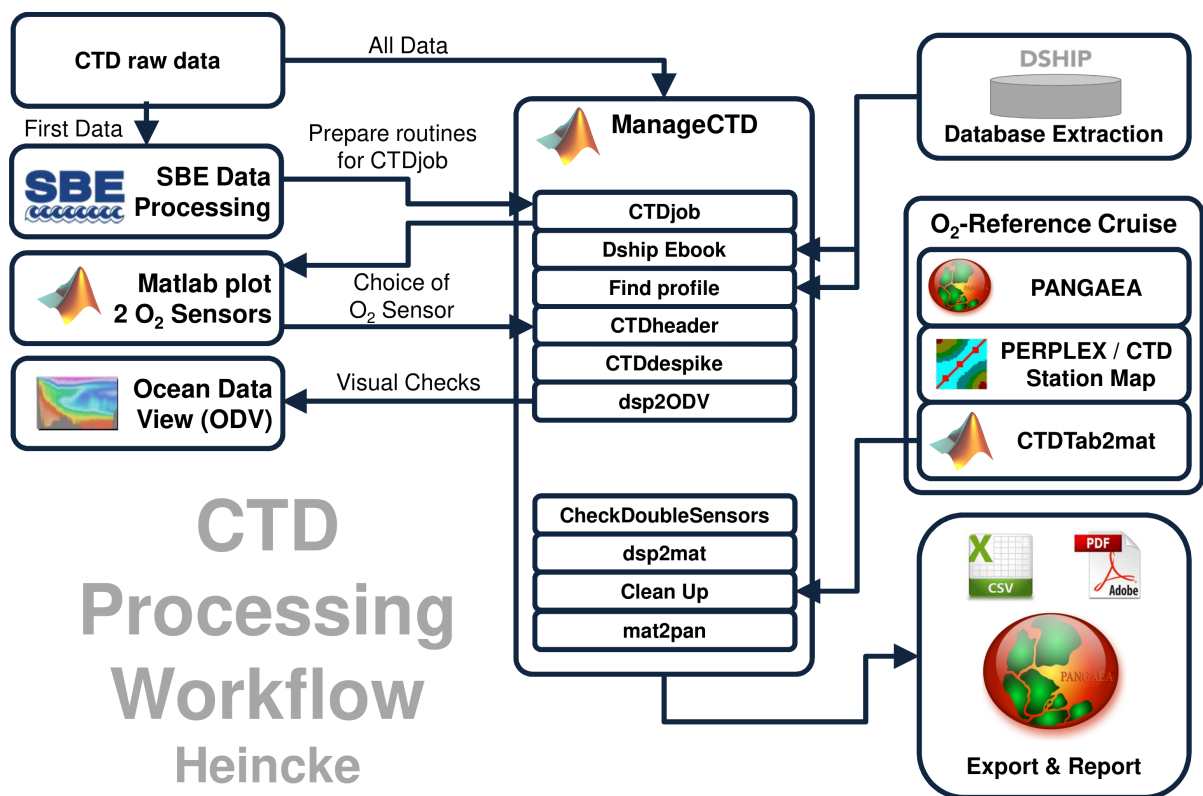 CTD raw data
All Data
First Data
SBE
SBE Data
Processing
Prepare routines
for CTDjob
Matlab plot
2 O₂ Sensors
Choice of
O₂ Sensor
Ocean Data
View (ODV)
Visual Checks
ManageCTD
CTDjob
Dship Ebook
Find profile
CTDheader
CTDdespike
dsp2ODV
CheckDoubleSensors
dsp2mat
Clean Up
mat2pan
DSHIP
Database Extraction
O₂-Reference Cruise
PANGAEA
PERPLEX / CTD
Station Map
CTDTab2mat
X
CSV
PDF
Adobe
PANGAEA
Export & Report
CTD
Processing
Workflow
Heincke